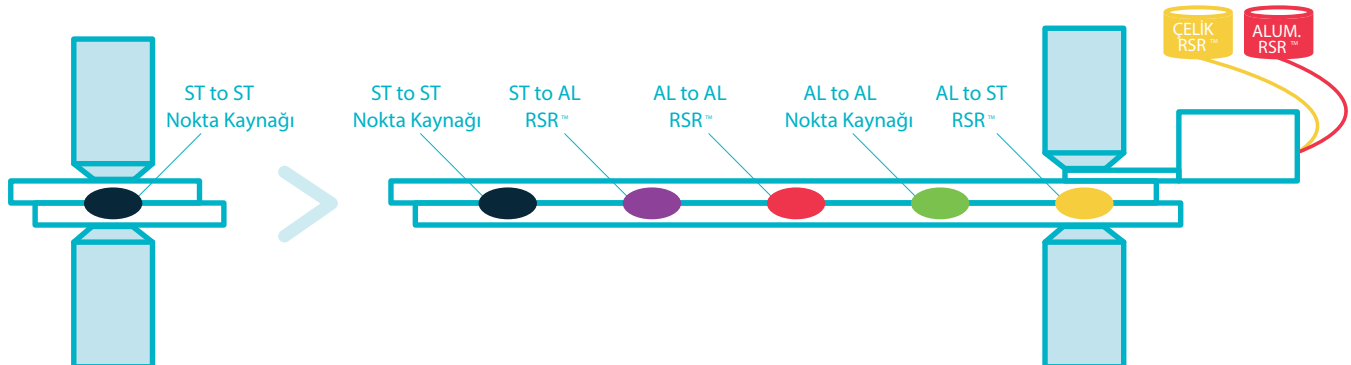 ST to ST
Nokta Kaynağı
ST to ST
Nokta Kaynağı
ST to AL
RSR™
AL to AL
RSR™
AL to AL
Nokta Kaynağı
AL to ST
RSR™
ÇELİK
RSR™
ALUM.
RSR™